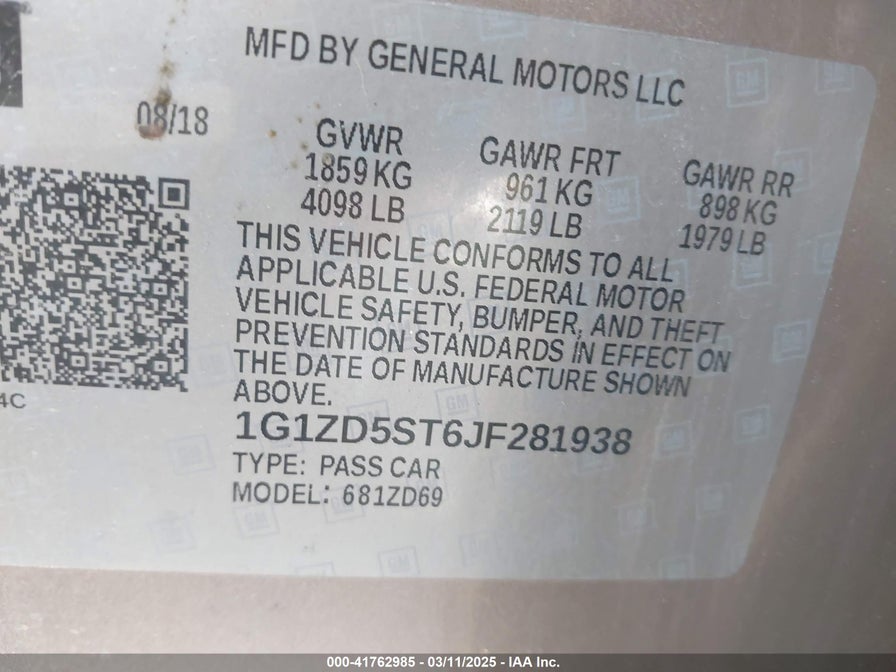 MFD BY GENERAL MOTORS LLC
08/18
GVWR GAWR FRT GAWR RR
1859 KG 961 KG 898 KG
4098 LB 2119 LB 1979 LB
THIS VEHICLE CONFORMS TO ALL
APPLICABLE U.S. FEDERAL MOTOR
VEHICLE SAFETY, BUMPER, AND THEFT
PREVENTION STANDARDS IN EFFECT ON
THE DATE OF MANUFACTURE SHOWN
ABOVE.
4C
1G1ZD5ST6JF281938
TYPE: PASS CAR
MODEL: 681ZD69
000-41762985 - 03/11/2025 - IAA Inc.